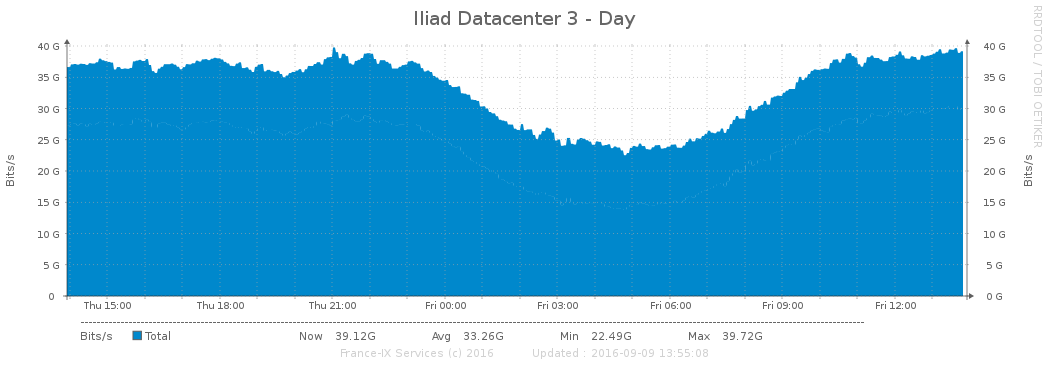 Iliad Datacenter 3 - Day
RRDTOOL / TOBI OETIKER
40 G 40 G
35 G 35 G
30 G 30 G
25 G 25 G
20 G 20 G
15 G 15 G
10 G 10 G
5 G 5 G
0 0 G
Bits/s
Bits/s
Thu 15:00 Thu 18:00 Thu 21:00 Fri 00:00 Fri 03:00 Fri 06:00 Fri 09:00 Fri 12:00
Bits/s Total Now 39.12G Avg 33.26G Min 22.49G Max 39.72G
France-IX Services (c) 2016 Updated : 2016-09-09 13:55:08